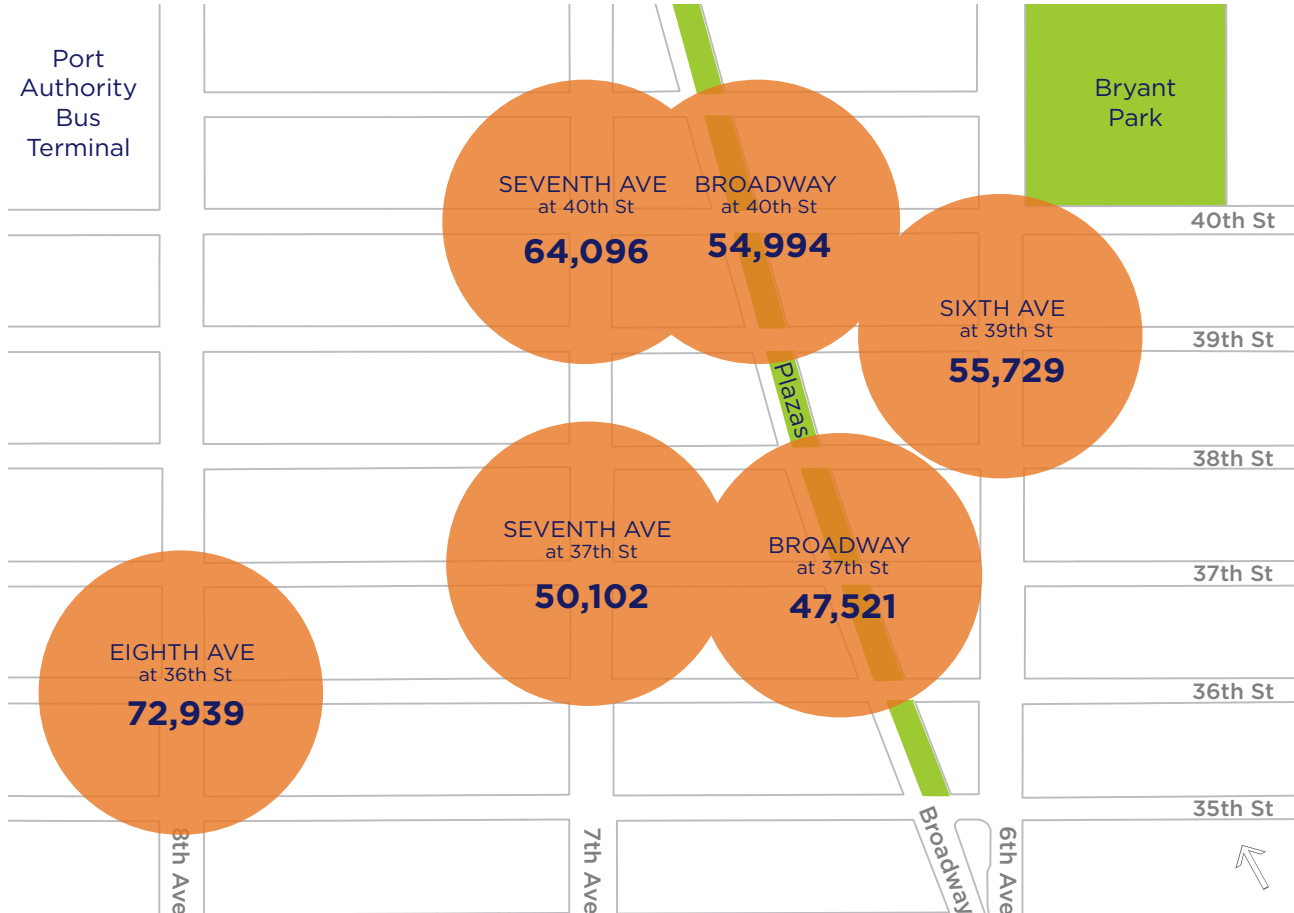 Port
Authority
Bus
Terminal
Bryant
Park
SEVENTH AVE
at 40th St
64,096
BROADWAY
at 40th St
54,994
40th St
SIXTH AVE
at 39th St
55,729
39th St
Plazas
38th St
SEVENTH AVE
at 37th St
50,102
BROADWAY
at 37th St
47,521
37th St
EIGHTH AVE
at 36th St
72,939
36th St
35th St
8th Ave
7th Ave
Broadway
6th Ave